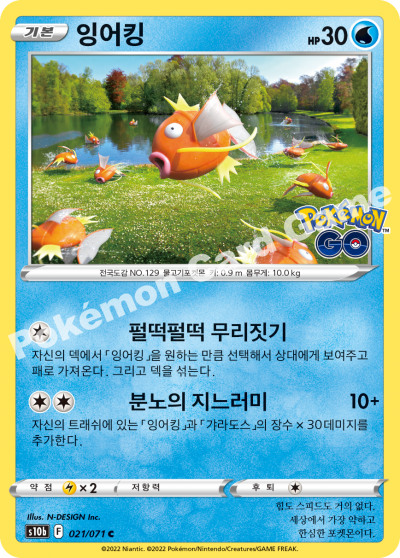 기본 잉어킹 HP30
Pokémon GO
전국도감 NO.129 물고기포켓몬 키: 0.9 m 몸무게: 10.0 kg
펄떡펄떡 무리짓기
자신의 덱에서 「잉어킹」을 원하는 만큼 선택해서 상대에게 보여주고
패로 가져온다. 그리고 덱을 섞는다.
분노의 지느러미 10+
자신의 트래쉬에 있는 「잉어킹」과 「갸라도스」의 장수 × 30데미지를
추가한다.
약점 × 2 저항력
후퇴
Illus. N-DESIGN Inc.
s10b F 021/071 C
힘도 스피드도 거의 없다.
세상에서 가장 약하고
한심한 포켓몬이다.
©2022 Niantic. ©2022 Pokémon/Nintendo/Creatures/GAME FREAK.